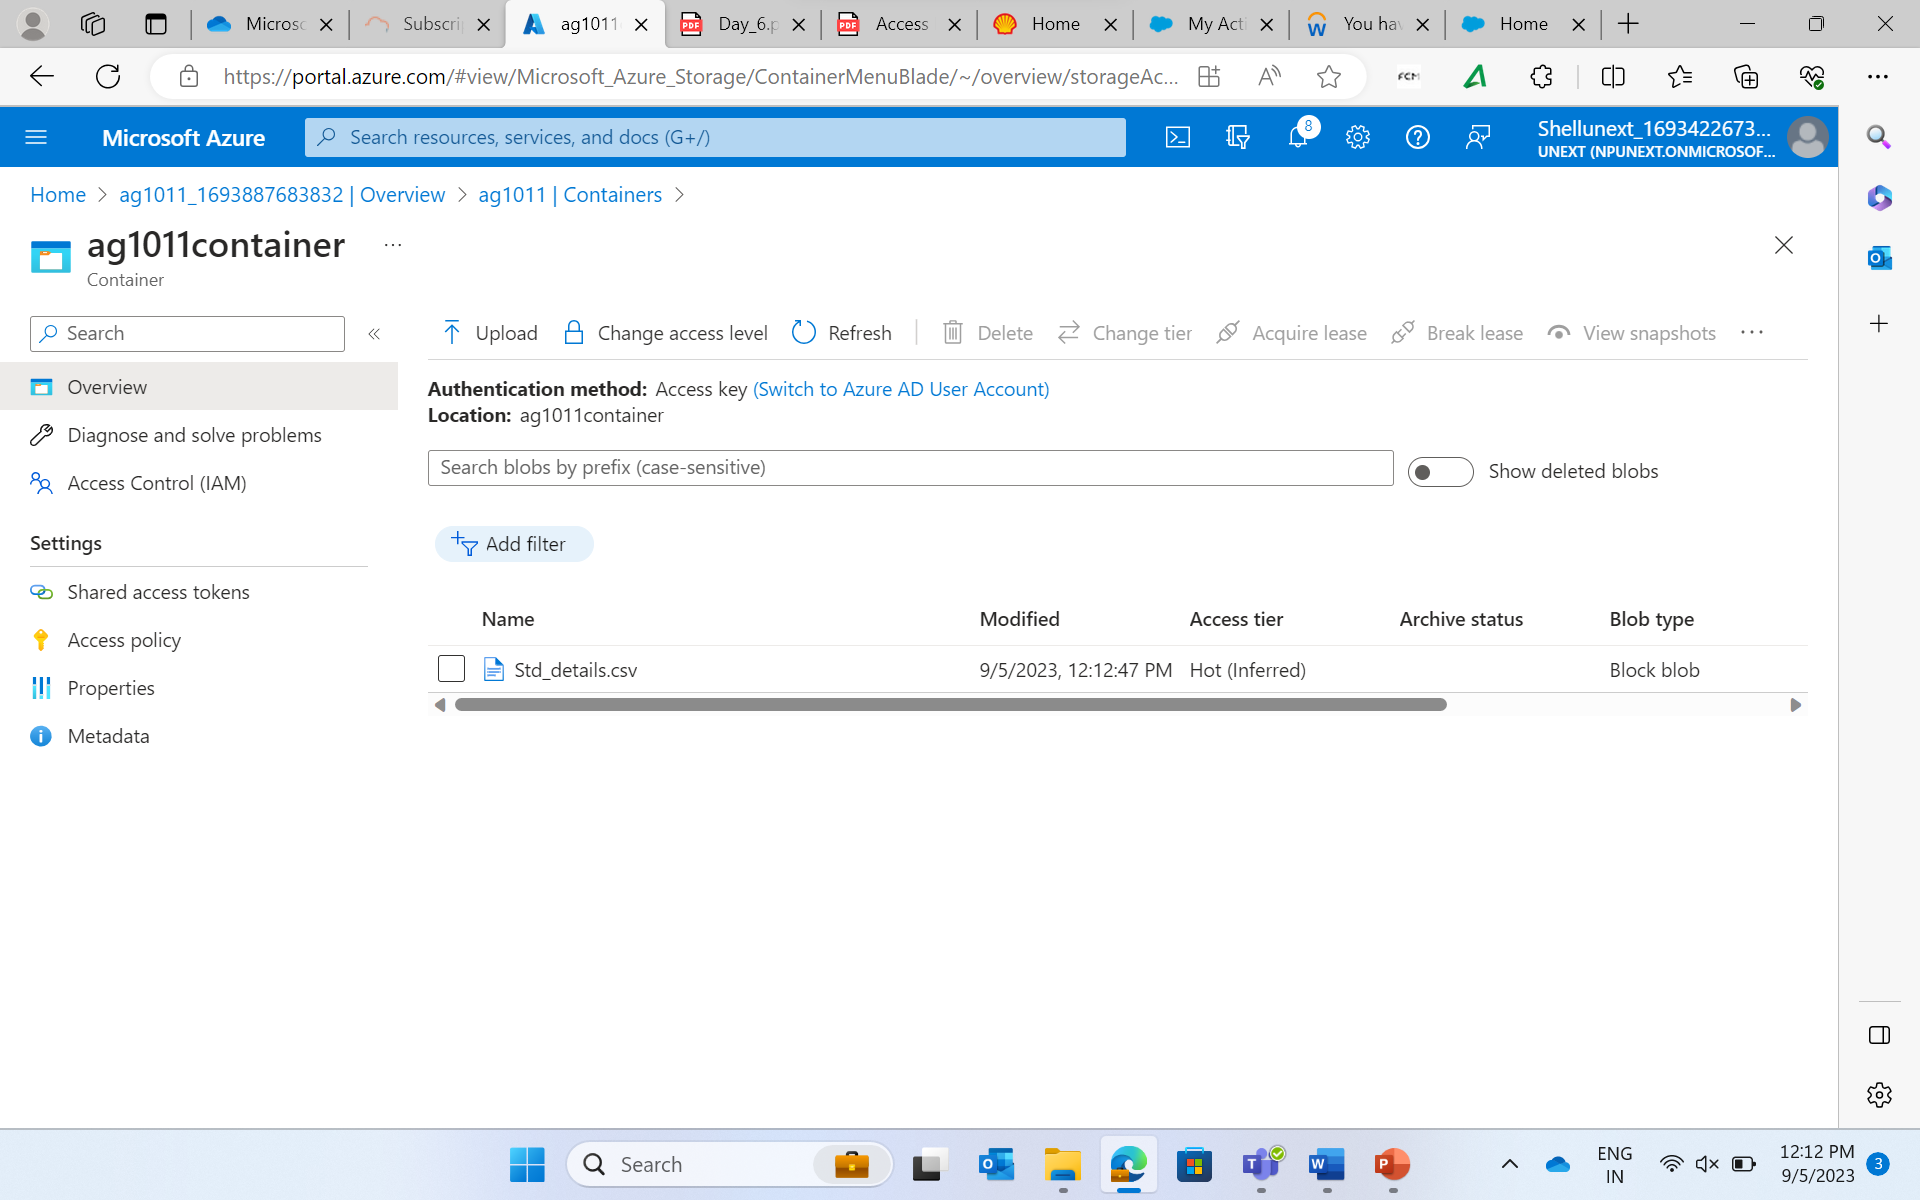 Microsc
Subscri
ag1011
Day_6.p
Access
Home
My Acti
You hav
Home
https://portal.azure.com/#view/Microsoft_Azure_Storage/ContainerMenuBlade/~/overview/storageAc...
FCM
Microsoft Azure
Search resources, services, and docs (G+/)
8
Shellunext_1693422673...
UNEXT (NPUNEXT.ONMICROSOF...
Home > ag1011_1693887683832 | Overview > ag1011 | Containers >
ag1011container ...
Container
Search
Upload
Change access level
Refresh
Delete
Change tier
Acquire lease
Break lease
View snapshots
Overview
Diagnose and solve problems
Access Control (IAM)
Settings
Shared access tokens
Access policy
Properties
Metadata
Authentication method: Access key (Switch to Azure AD User Account)
Location: ag1011container
Search blobs by prefix (case-sensitive)
Show deleted blobs
Add filter
Name Modified Access tier Archive status Blob type
Std_details.csv 9/5/2023, 12:12:47 PM Hot (Inferred) Block blob
Search
ENG
IN
12:12 PM
9/5/2023
3